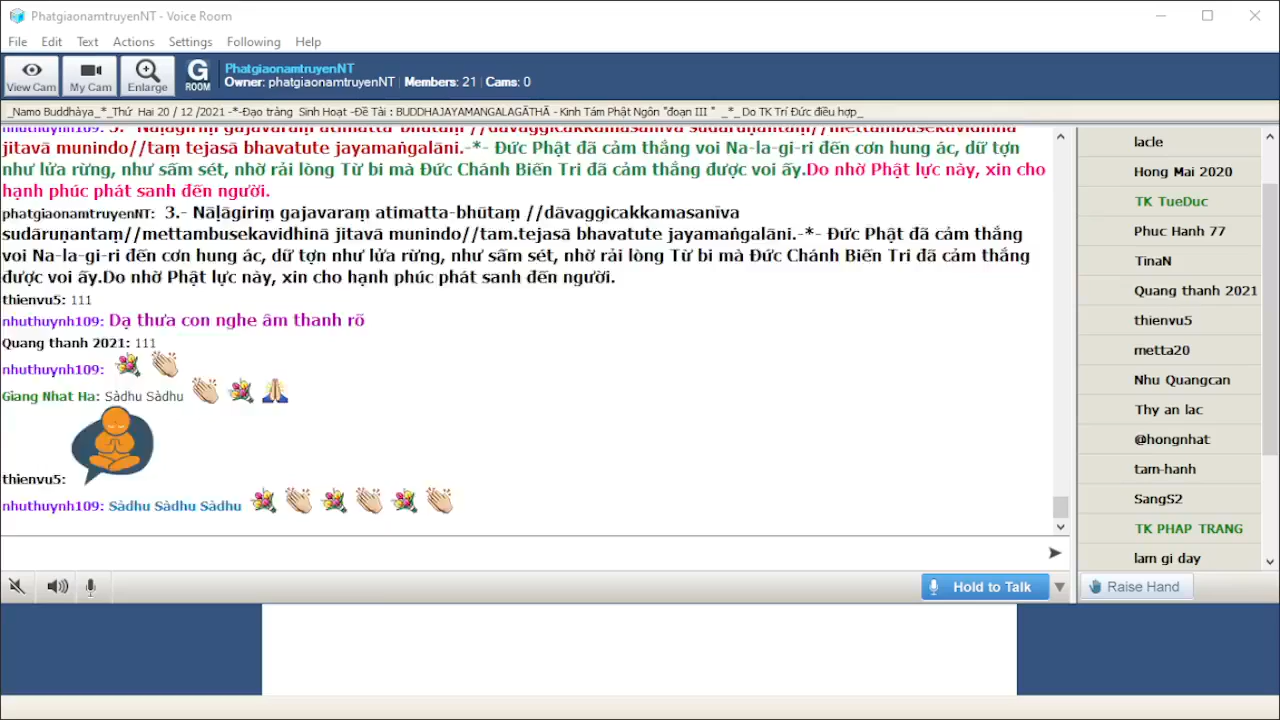 PhatgiaonamtruyenNT - Voice Room
File Edit Text Actions Settings Following Help
View Cam My Cam Enlarge G ROOM
PhatgiaonamtruyenNT
Owner: phatgiaonamtruyenNT Members: 21 Cams: 0
_Namo Buddhàya_*_Thứ Hai 20 / 12 /2021 -*-Đạo tràng Sinh Hoạt -Đề Tài : BUDDHAJAYAMANGALAGĀTHĀ - Kinh Tám Phật Ngôn "đoạn III " _*_ Do TK Trí Đức điều hợp_
nhuthuynh109: 3.- Nāḷāgiriṃ gajavaraṃ atimatta-bhūtaṃ //dāvaggicakkamasanīva sudāruṇantaṃ//mettambusekavidhinā
jitavā munindo//taṃ tejasā bhavatute jayamaṅgalāni.-*- Đức Phật đã cảm thắng voi Na-la-gi-ri đến cơn hung ác, dữ tợn
như lửa rừng, như sấm sét, nhờ rải lòng Từ bi mà Đức Chánh Biến Tri đã cảm thắng được voi ấy.Do nhờ Phật lực này, xin cho
hạnh phúc phát sanh đến người.
phatgiaonamtruyenNT: 3.- Nāḷāgiriṃ gajavaraṃ atimatta-bhūtaṃ //dāvaggicakkamasanīva
sudāruṇantaṃ//mettambusekavidhinā jitavā munindo//tam.tejasā bhavatute jayamaṅgalāni.-*- Đức Phật đã cảm thắng
voi Na-la-gi-ri đến cơn hung ác, dữ tợn như lửa rừng, như sấm sét, nhờ rải lòng Từ bi mà Đức Chánh Biến Tri đã cảm thắng
được voi ấy.Do nhờ Phật lực này, xin cho hạnh phúc phát sanh đến người.
thienvu5: 111
nhuthuynh109: Dạ thưa con nghe âm thanh rõ
Quang thanh 2021: 111
nhuthuynh109:
Giang Nhat Ha: Sàdhu Sàdhu
thienvu5:
nhuthuynh109: Sàdhu Sàdhu Sàdhu
lacle
Hong Mai 2020
TK TueDuc
Phuc Hanh 77
TinaN
Quang thanh 2021
thienvu5
metta20
Nhu Quangcan
Thy an lac
@hongnhat
tam-hanh
SangS2
TK PHAP TRANG
lam gi day
Hold to Talk
Raise Hand